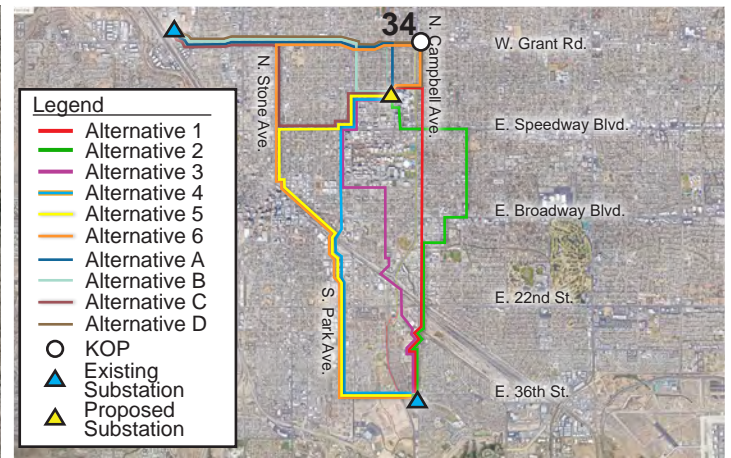 34
N. Campbell Ave.
W. Grant Rd.
N. Stone Ave.
E. Speedway Blvd.
E. Broadway Blvd.
E. 22nd St.
S. Park Ave.
E. 36th St.
Legend
Alternative 1
Alternative 2
Alternative 3
Alternative 4
Alternative 5
Alternative 6
Alternative A
Alternative B
Alternative C
Alternative D
KOP
Existing
Substation
Proposed
Substation